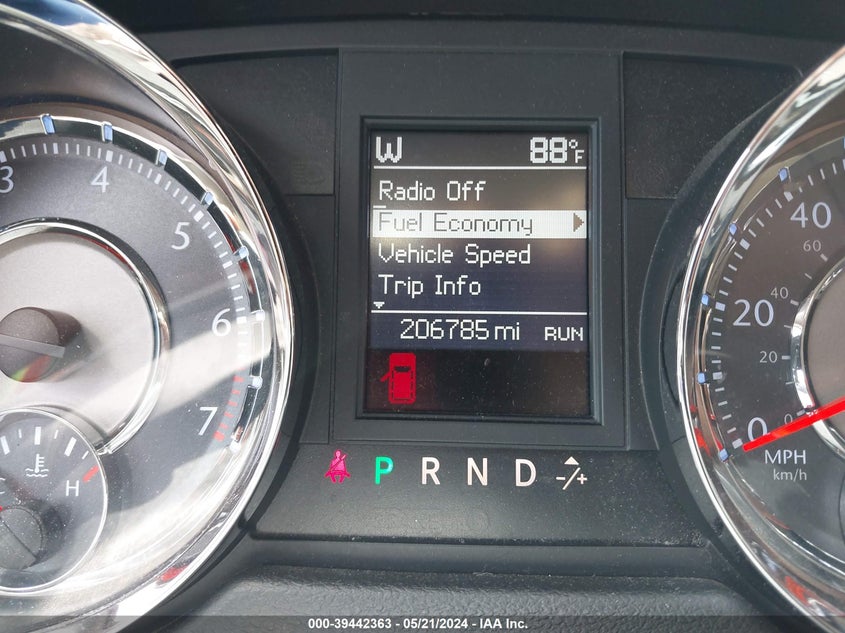 W 88°F
Radio Off
Fuel Economy
Vehicle Speed
Trip Info
206785 mi RUN
P R N D -/+
3 4 5 6 7
H
0 20 40
0 20 40 60
MPH
km/h
000-39442363 - 05/21/2024 - IAA Inc.